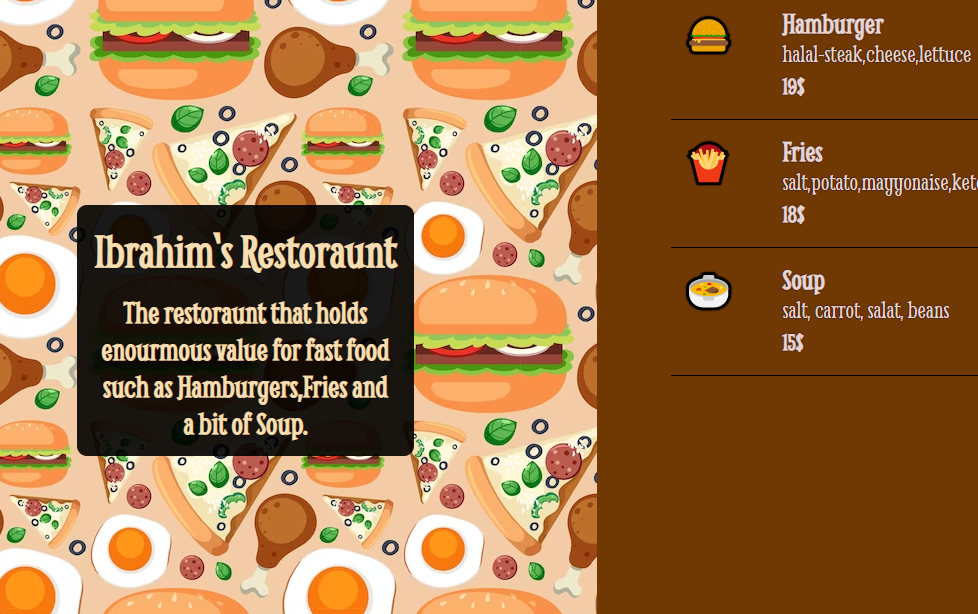 Ibrahim's Restoraunt
The restoraunt that holds
enourmous value for fast food
such as Hamburgers,Fries and
a bit of Soup.
Hamburger
halal-steak,cheese,lettuce
19$
Fries
salt,potato,mayyonaise,ketc
18$
Soup
salt, carrot, salat, beans
15$